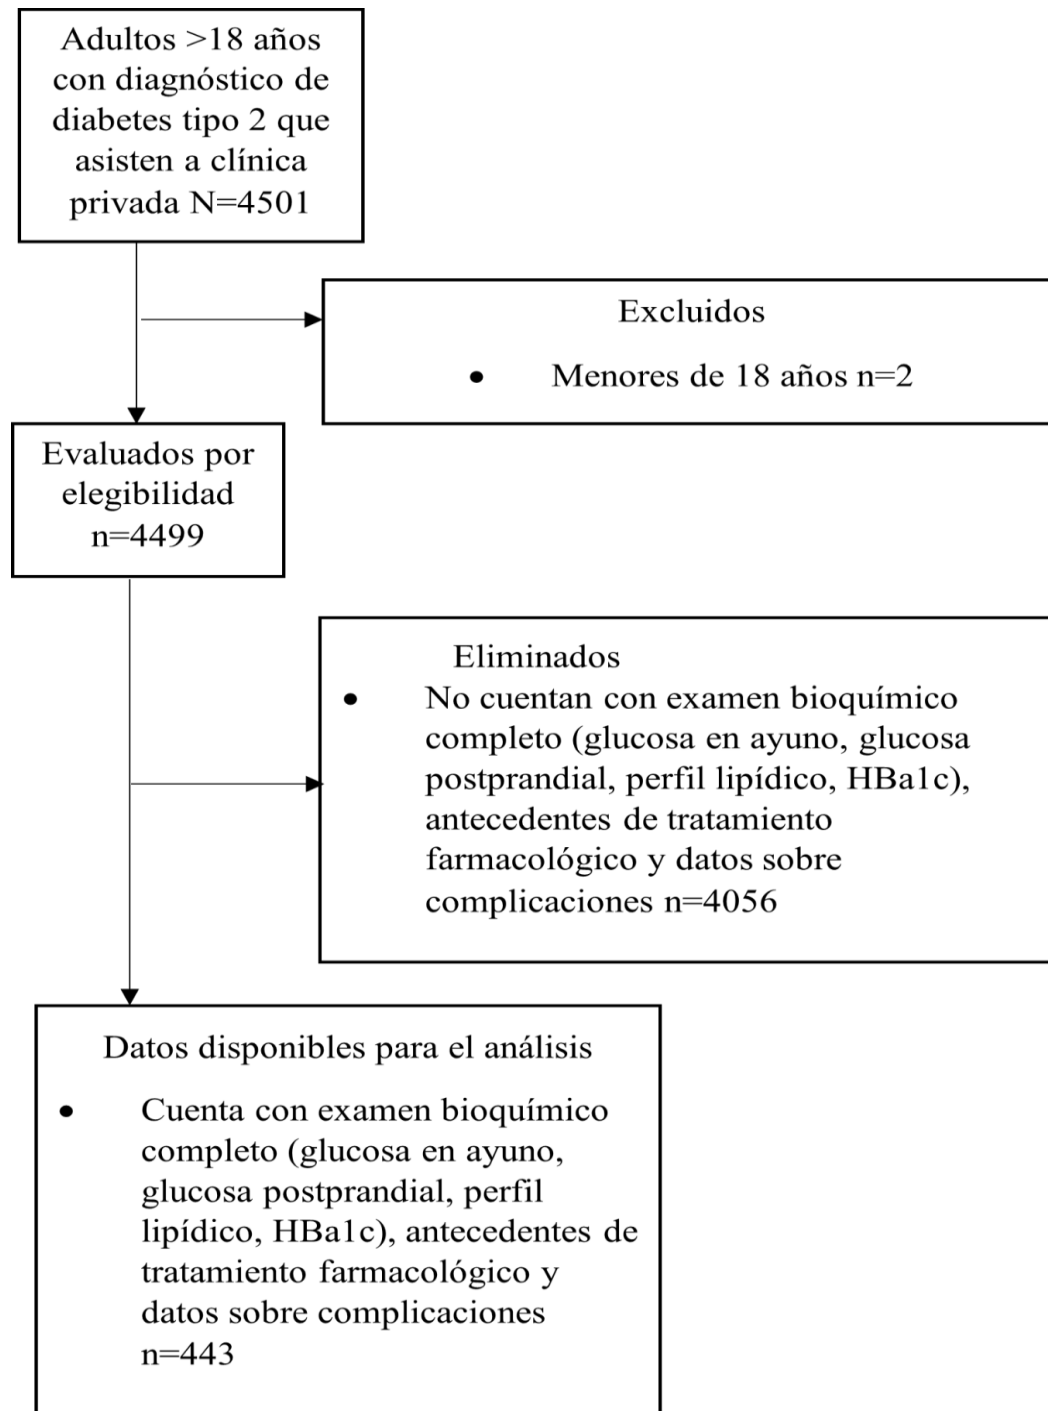 Adultos >18 años
con diagnóstico de
diabetes tipo 2 que
asisten a clínica
privada N=4501
Excluidos
• Menores de 18 años n=2
Evaluados por
elegibilidad
n=4499
Eliminados
• No cuentan con examen bioquímico
completo (glucosa en ayuno, glucosa
postprandial, perfil lipídico, HBa1c),
antecedentes de tratamiento
farmacológico y datos sobre
complicaciones n=4056
Datos disponibles para el análisis
• Cuenta con examen bioquímico
completo (glucosa en ayuno,
glucosa postprandial, perfil
lipídico, HBa1c), antecedentes de
tratamiento farmacológico y
datos sobre complicaciones
n=443